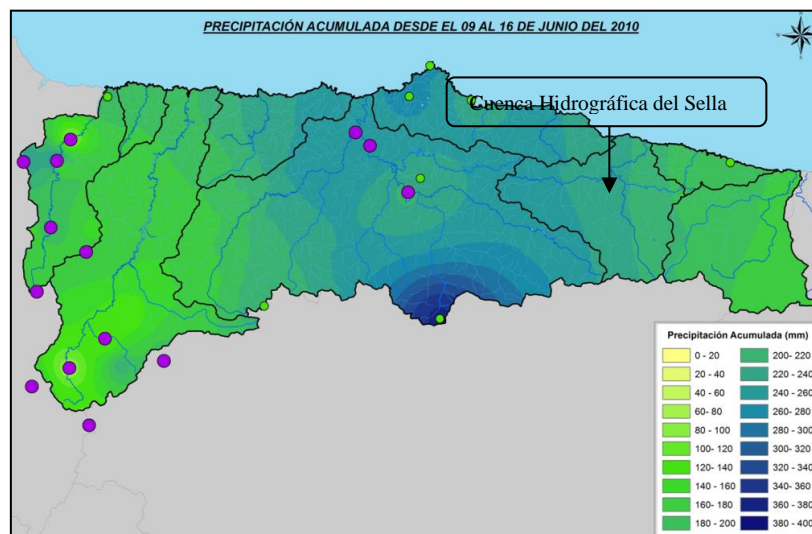 PRECIPITACIÓN ACUMULADA DESDE EL 09 AL 16 DE JUNIO DEL 2010
Cuenca Hidrográfica del Sella
Precipitación Acumulada (mm)
0 - 20
20 - 40
40 - 60
60- 80
80 - 100
100- 120
120- 140
140 - 160
160- 180
180 - 200
200- 220
220 - 240
240 - 260
260 - 280
280 - 300
300- 320
320 - 340
340- 360
360 - 380
380 - 400